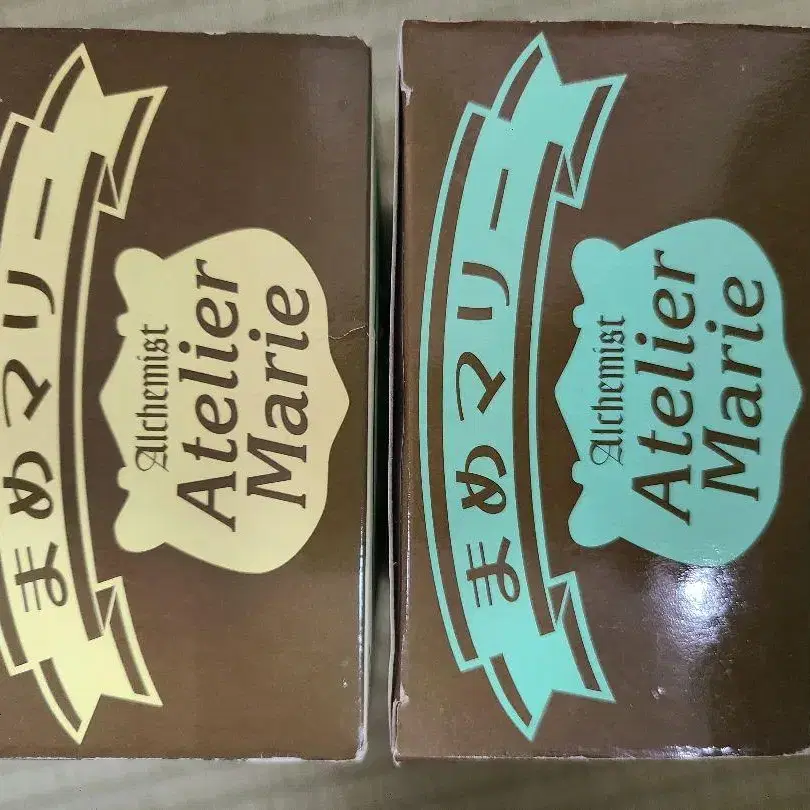 まめマリー
Alchemist
Atelier
Marie
まめマリー
Alchemist
Atelier
Marie